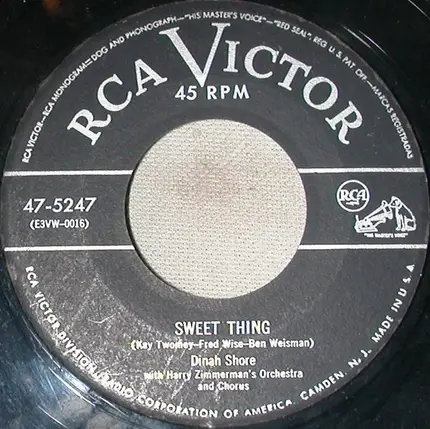 RCA VICTOR—RCA MONOGRAM—DOG AND PHONOGRAPH—"HIS MASTER'S VOICE"—"RED SEAL", REG. U.S. PAT. OFF.—MARCAS REGISTRADAS
RCA VICTOR
45 RPM
47-5247
(E3VW-0016)
RCA
"HIS MASTER'S VOICE"
SWEET THING
(Kay Twomey-Fred Wise-Ben Weisman)
Dinah Shore
with Harry Zimmerman's Orchestra
and Chorus
RCA VICTOR DIVISION, RADIO CORPORATION OF AMERICA, CAMDEN, N. J. MADE IN U.S.A.